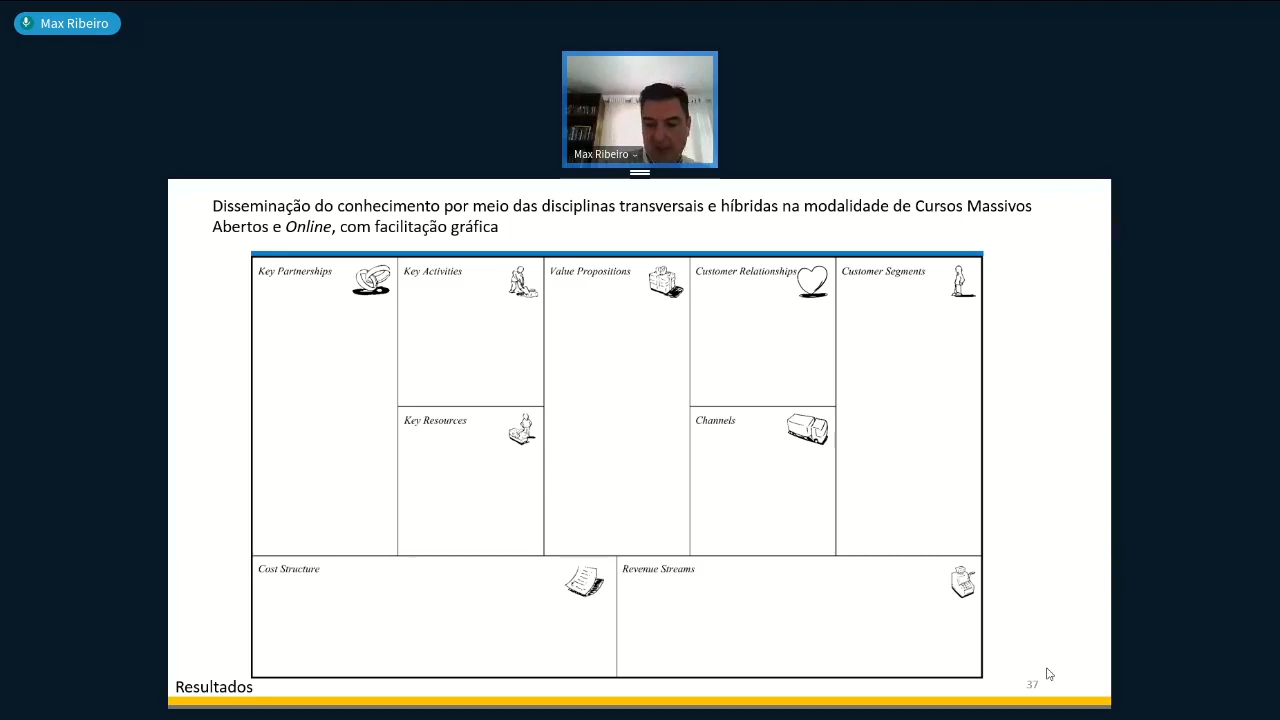 Max Ribeiro
Max Ribeiro
Disseminação do conhecimento por meio das disciplinas transversais e híbridas na modalidade de Cursos Massivos
Abertos e Online, com facilitação gráfica
Key Partnerships
Key Activities
Value Propositions
Customer Relationships
Customer Segments
Key Resources
Channels
Cost Structure
Revenue Streams
Resultados
37